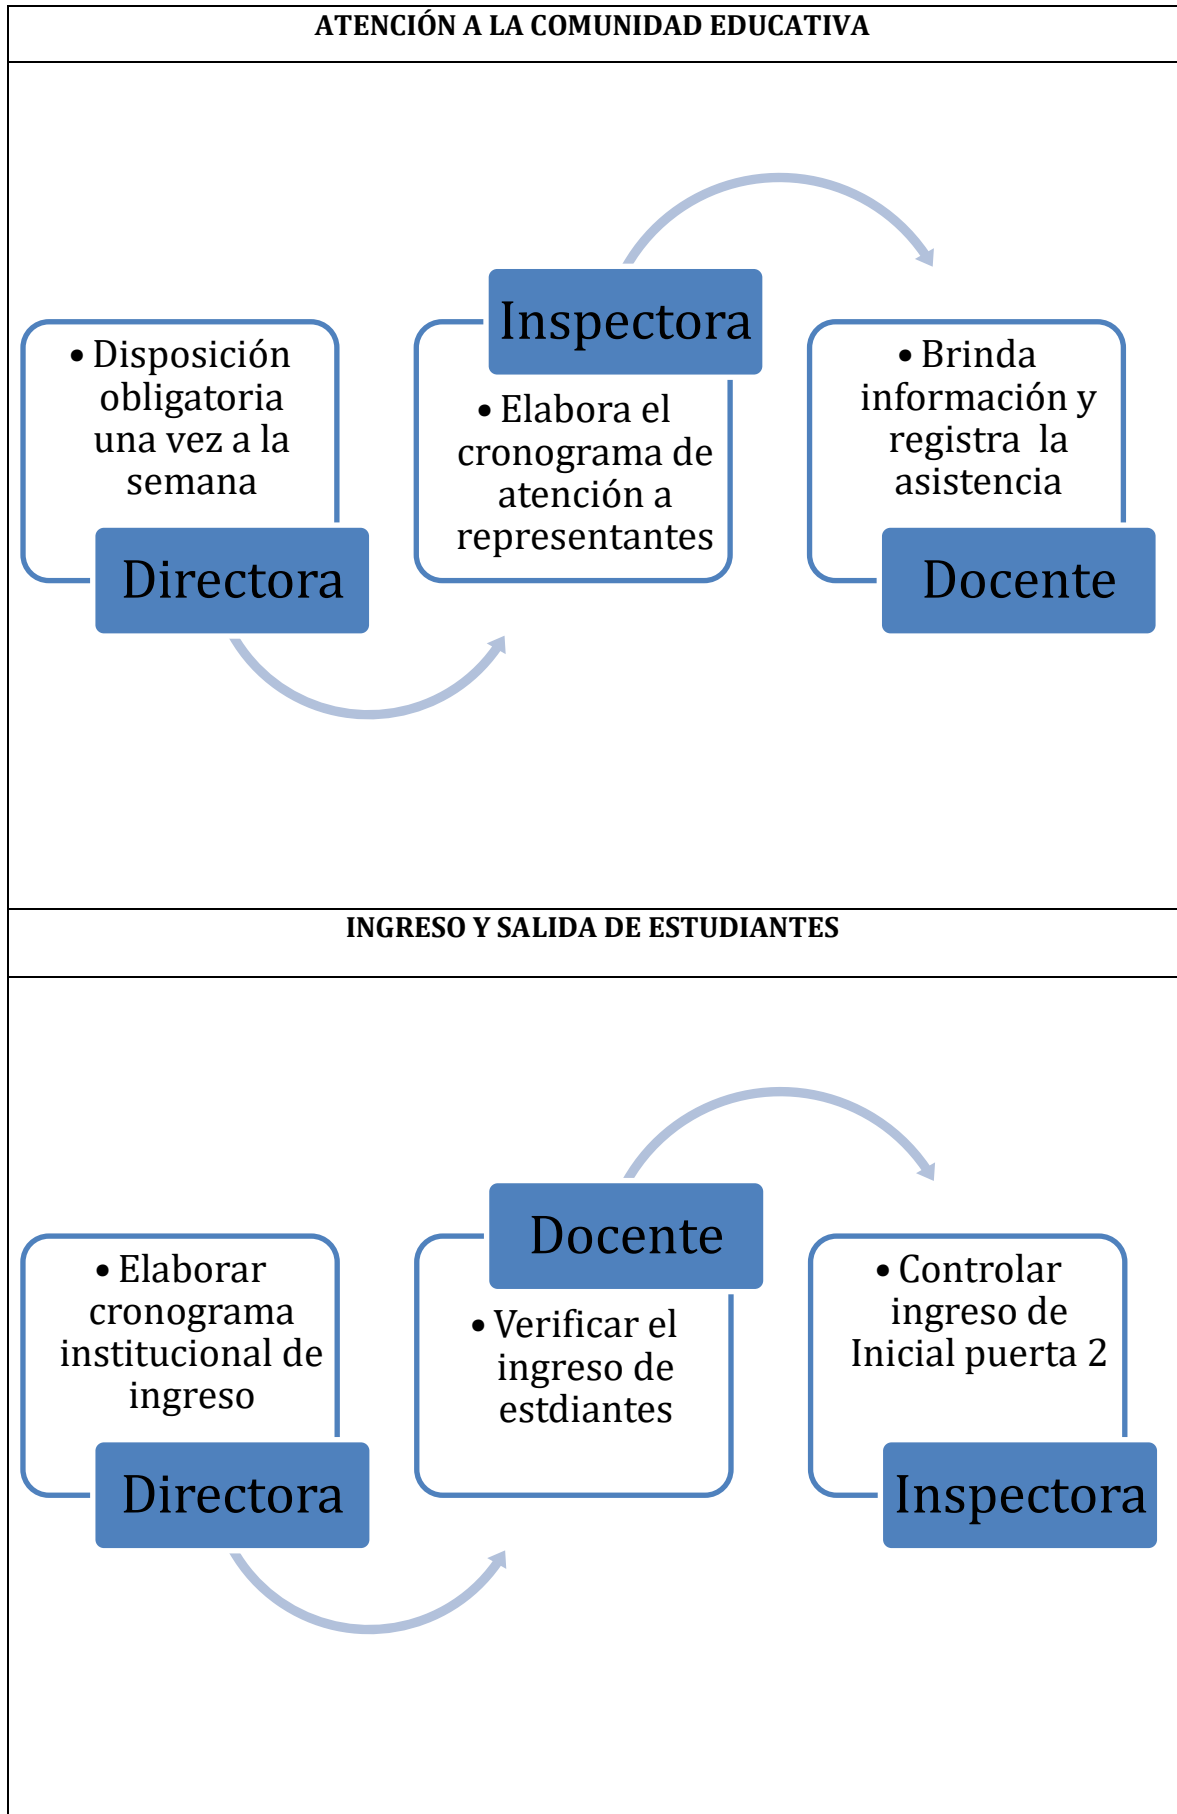 ATENCIÓN A LA COMUNIDAD EDUCATIVA
• Disposición
obligatoria
una vez a la
semana
Directora
Inspectora
• Elabora el
cronograma de
atención a
representantes
• Brinda
información y
registra la
asistencia
Docente
INGRESO Y SALIDA DE ESTUDIANTES
• Elaborar
cronograma
institucional de
ingreso
Directora
Docente
• Verificar el
ingreso de
estdiantes
• Controlar
ingreso de
Inicial puerta 2
Inspectora